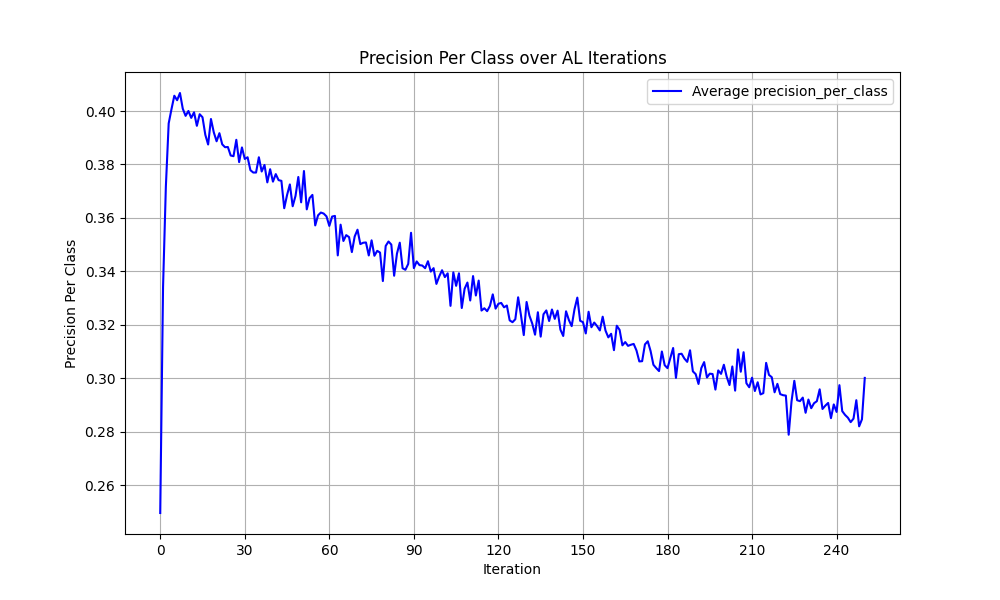 Precision Per Class over AL Iterations
Average precision_per_class
Precision Per Class
0.40
0.38
0.36
0.34
0.32
0.30
0.28
0.26
0 30 60 90 120 150 180 210 240
Iteration